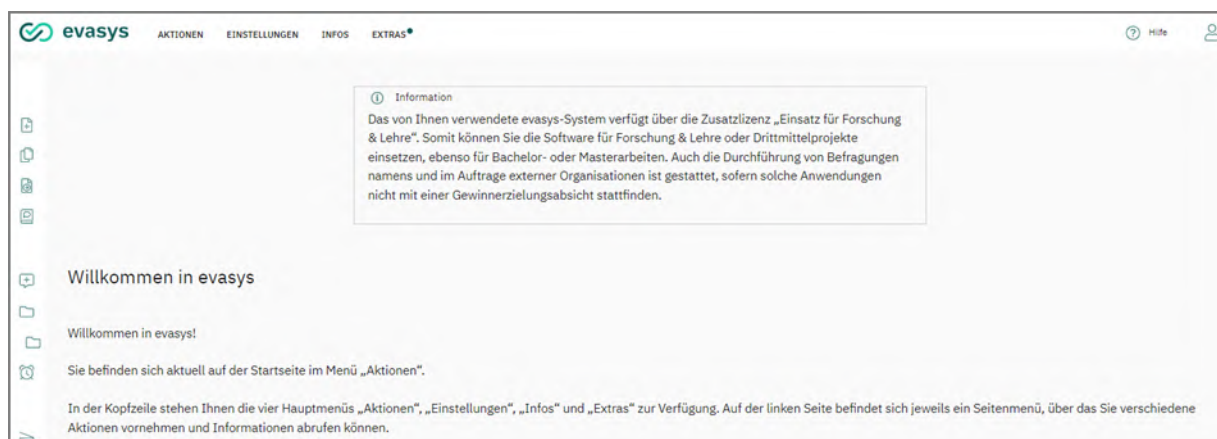 evasys AKTIONEN EINSTELLUNGEN INFOS EXTRAS Hilfe
Information
Das von Ihnen verwendete evasys-System verfügt über die Zusatzlizenz „Einsatz für Forschung
& Lehre“. Somit können Sie die Software für Forschung & Lehre oder Drittmittelprojekte
einsetzen, ebenso für Bachelor- oder Masterarbeiten. Auch die Durchführung von Befragungen
namens und im Auftrage externer Organisationen ist gestattet, sofern solche Anwendungen
nicht mit einer Gewinnerzielungsabsicht stattfinden.
Willkommen in evasys
Willkommen in evasys!
Sie befinden sich aktuell auf der Startseite im Menü „Aktionen“.
In der Kopfzeile stehen Ihnen die vier Hauptmenüs „Aktionen“, „Einstellungen“, „Infos“ und „Extras“ zur Verfügung. Auf der linken Seite befindet sich jeweils ein Seitenmenü, über das Sie verschiedene
Aktionen vornehmen und Informationen abrufen können.